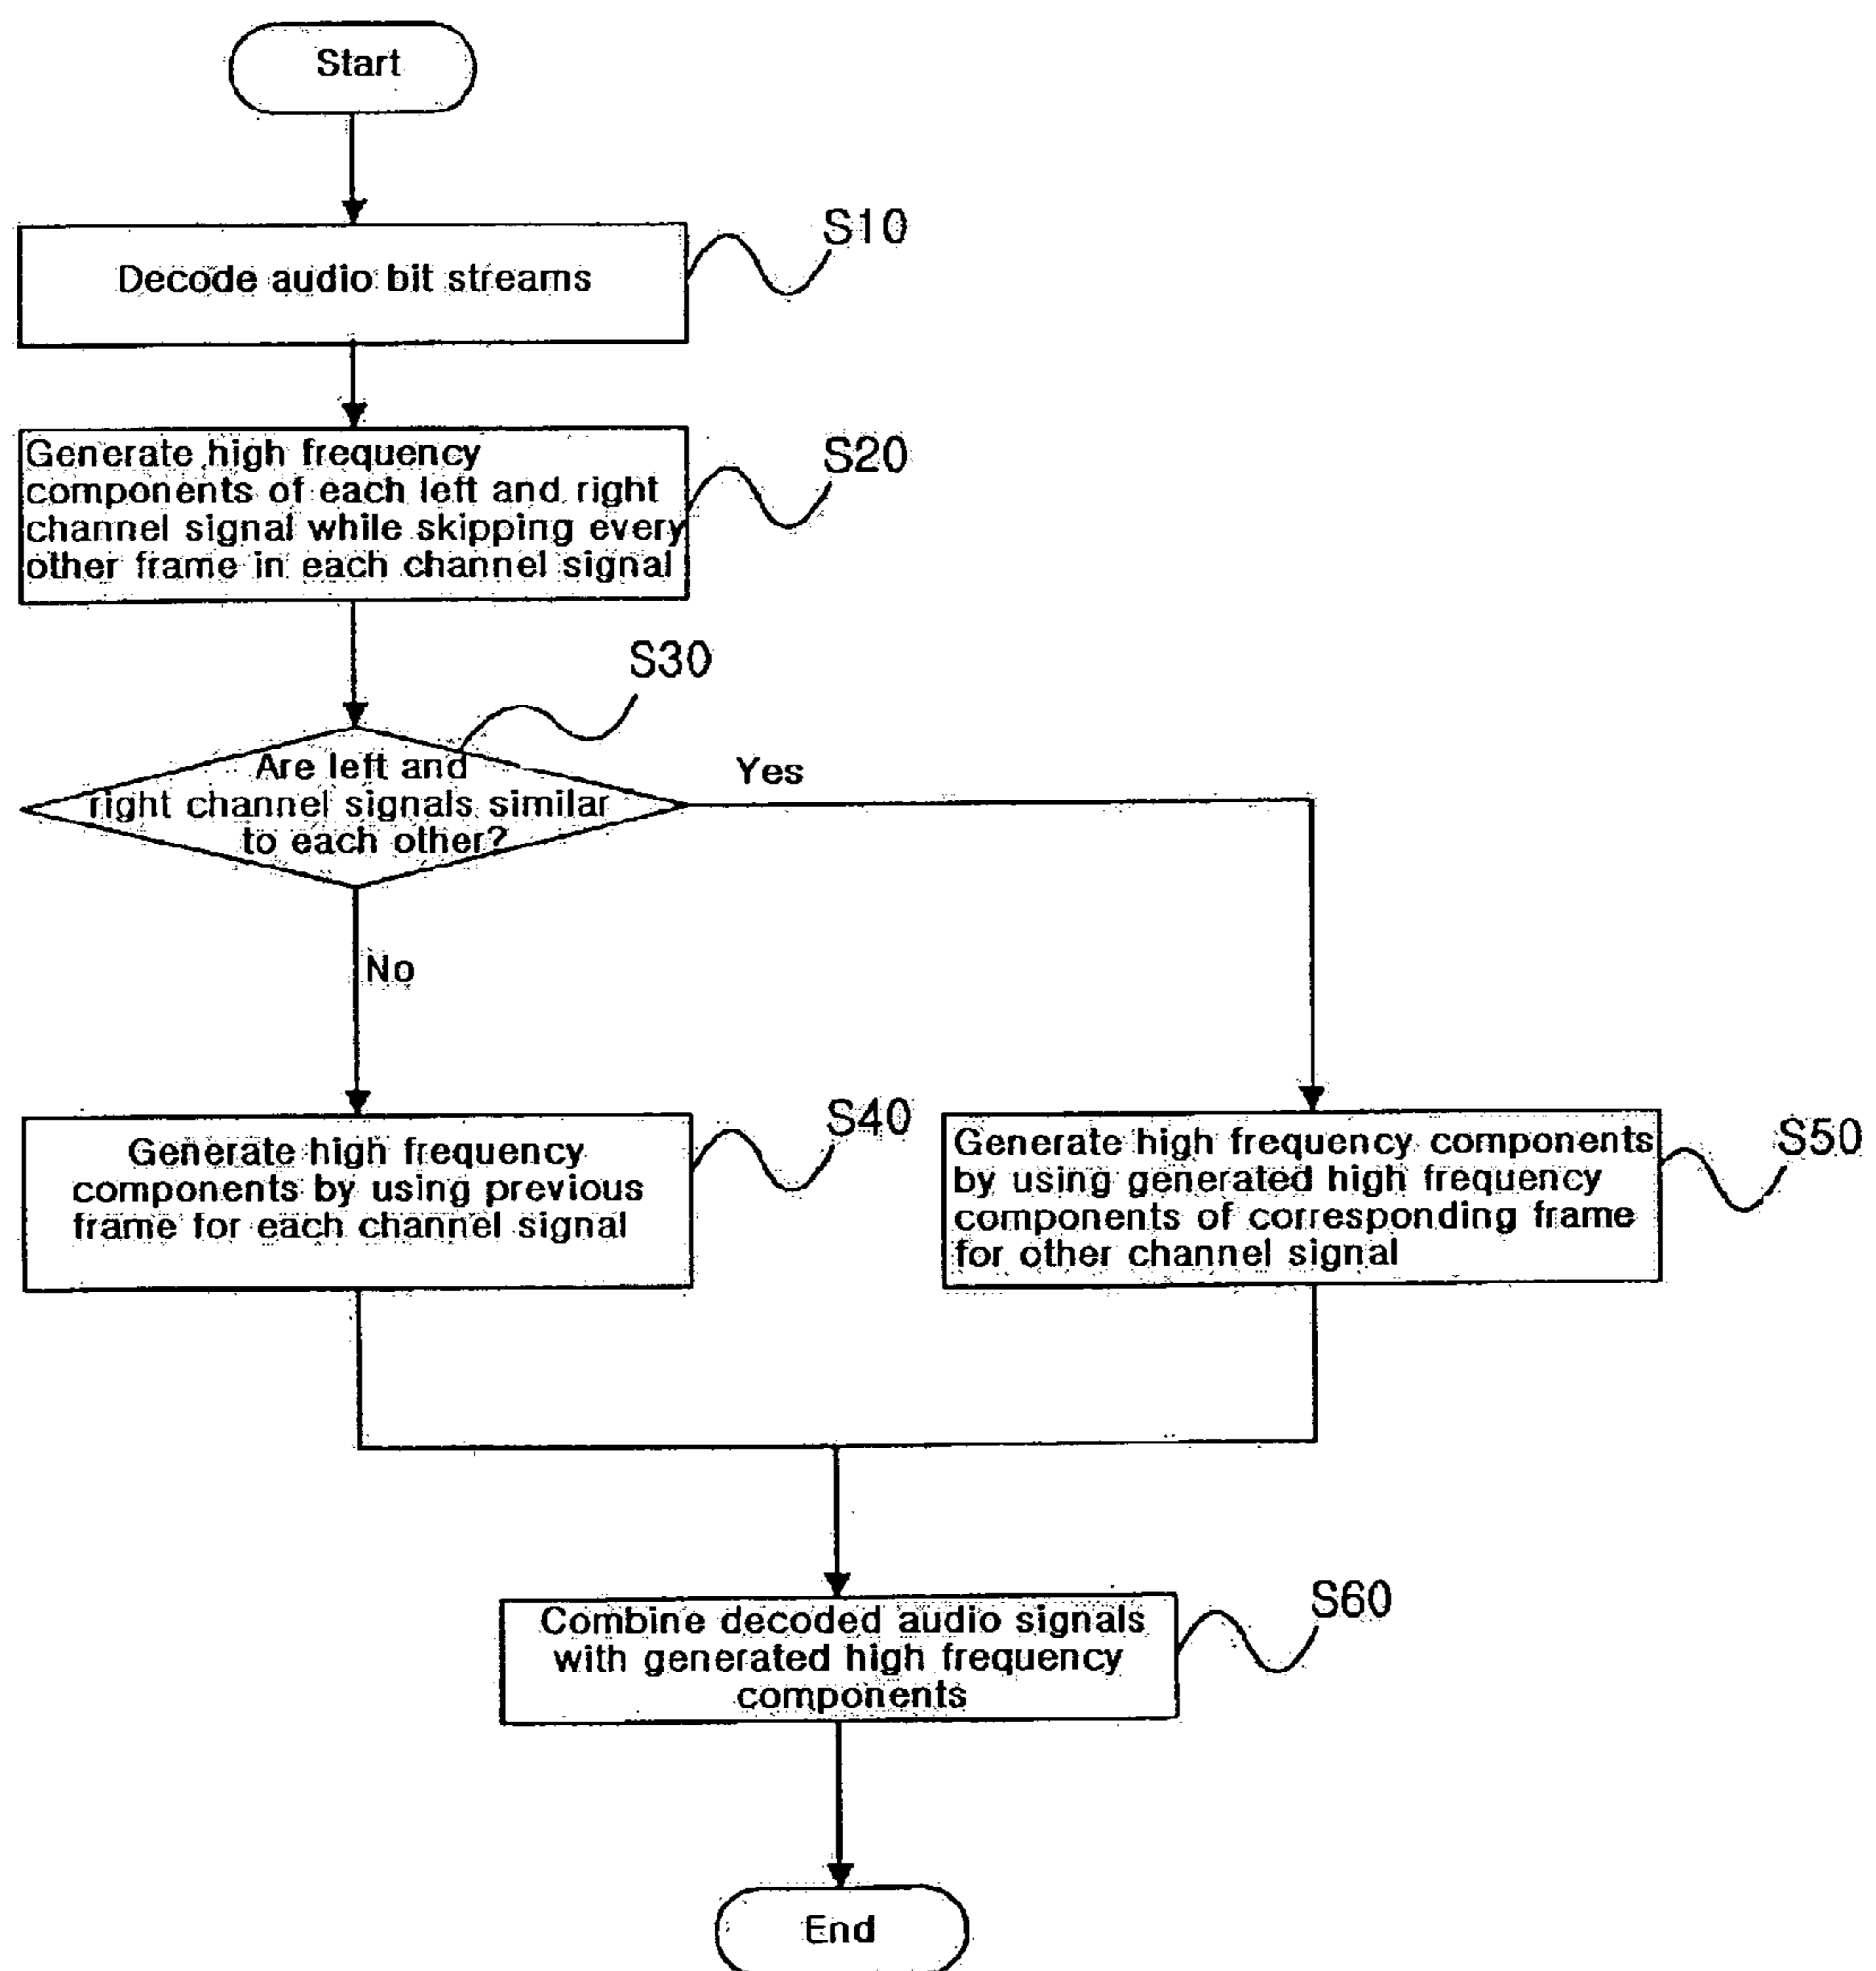 Start
S10
Decode audio bit streams
S20
Generate high frequency
components of each left and right
channel signal while skipping every
other frame in each channel signal
S30
Are left and
right channel signals similar
to each other?
Yes
No
S40
Generate high frequency
components by using previous
frame for each channel signal
S50
Generate high frequency components
by using generated high frequency
components of corresponding frame
for other channel signal
S60
Combine decoded audio signals
with generated high frequency
components
End